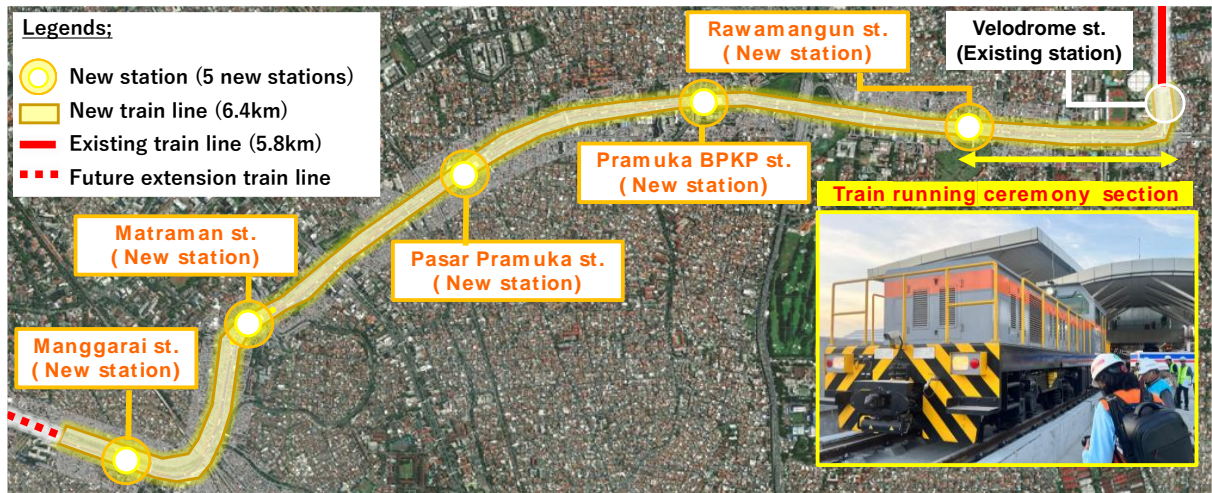 Legends;
New station (5 new stations)
New train line (6.4km)
Existing train line (5.8km)
Future extension train line
Rawamangun st.
( New station)
Velodrome st.
(Existing station)
Pramuka BPKP st.
( New station)
Train running ceremony section
Matraman st.
( New station)
Pasar Pramuka st.
( New station)
Manggarai st.
( New station)